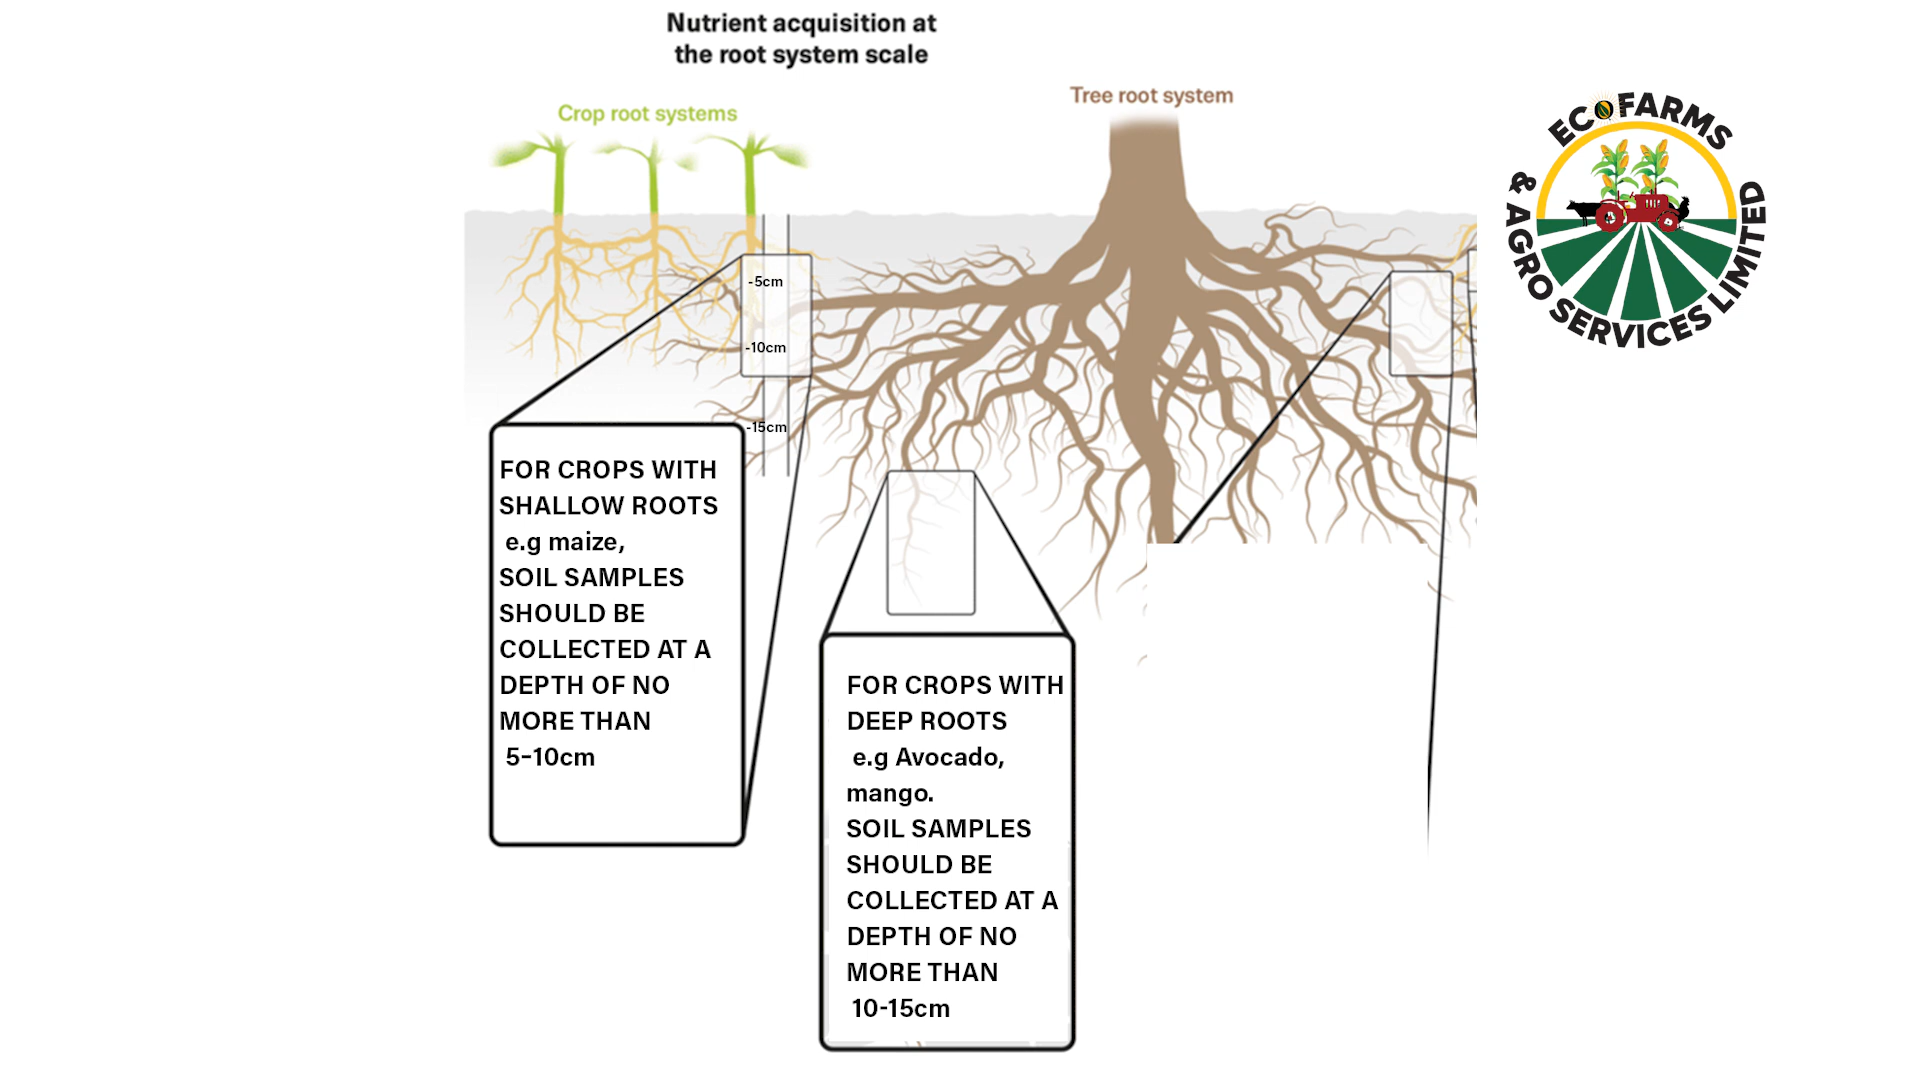 Nutrient acquisition at
the root system scale
Crop root systems
Tree root system
ECOFARMS
& AGRO SERVICES LIMITED
-5cm
-10cm
-15cm
FOR CROPS WITH
SHALLOW ROOTS
e.g maize,
SOIL SAMPLES
SHOULD BE
COLLECTED AT A
DEPTH OF NO
MORE THAN
5-10cm
FOR CROPS WITH
DEEP ROOTS
e.g Avocado,
mango.
SOIL SAMPLES
SHOULD BE
COLLECTED AT A
DEPTH OF NO
MORE THAN
10-15cm